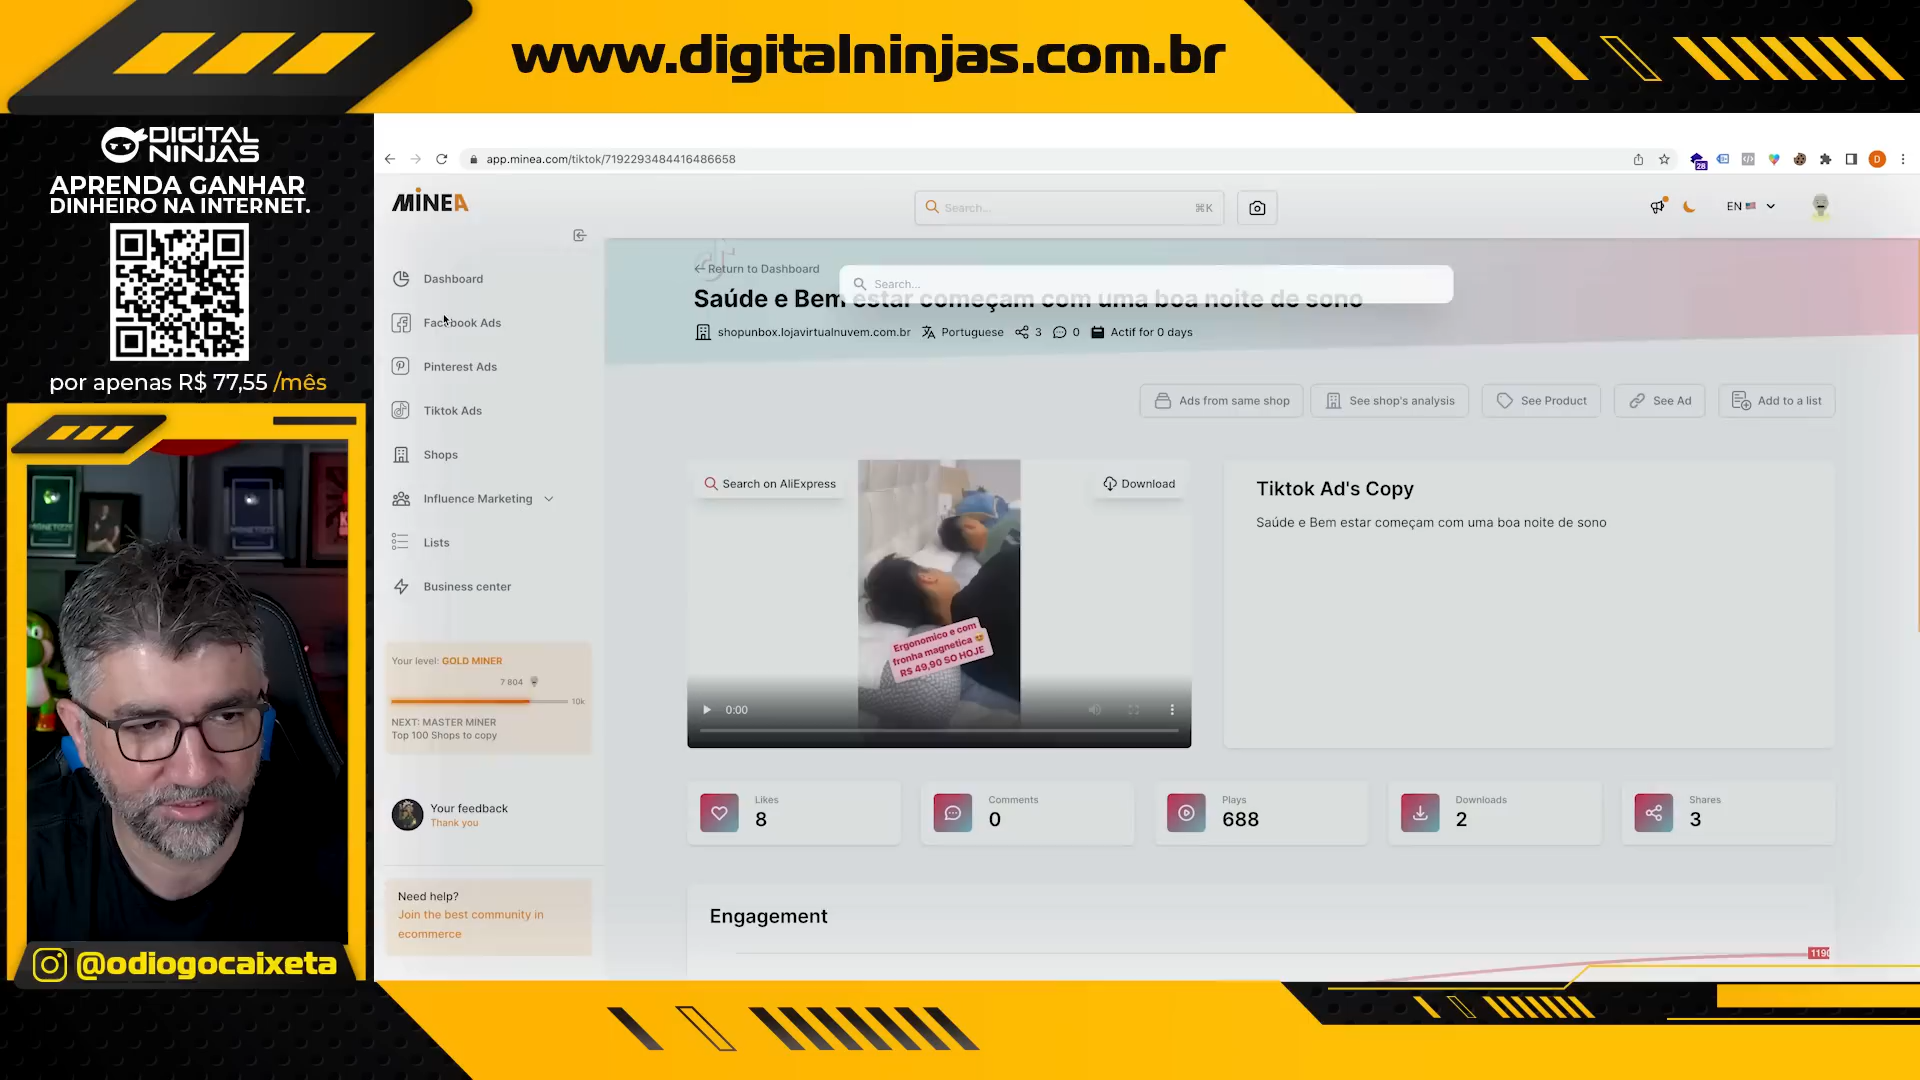 www.digitalninjas.com.br
DIGITAL
NINJAS
APRENDA GANHAR
DINHEIRO NA INTERNET.
por apenas R$ 77,55 /mês
@odiogocaixeta
app.minea.com/tiktok/7192293484416486658
28
D
MINEA
Search...
⌘K
EN
Dashboard
Facebook Ads
Pinterest Ads
Tiktok Ads
Shops
Influence Marketing
Lists
Business center
Your level: GOLD MINER
7 804
10k
NEXT: MASTER MINER
Top 100 Shops to copy
Your feedback
Thank you
Need help?
Join the best community in
ecommerce
Return to Dashboard
Search...
Saúde e Bem estar começam com uma boa noite de sono
shopunbox.lojavirtualnuvem.com.br Portuguese 3 0 Actif for 0 days
Ads from same shop
See shop's analysis
See Product
See Ad
Add to a list
Search on AliExpress
Download
Ergonomico e com
fronha magnetica
R$ 49,90 SO HOJE
0:00
Tiktok Ad's Copy
Saúde e Bem estar começam com uma boa noite de sono
Likes
8
Comments
0
Plays
688
Downloads
2
Shares
3
Engagement